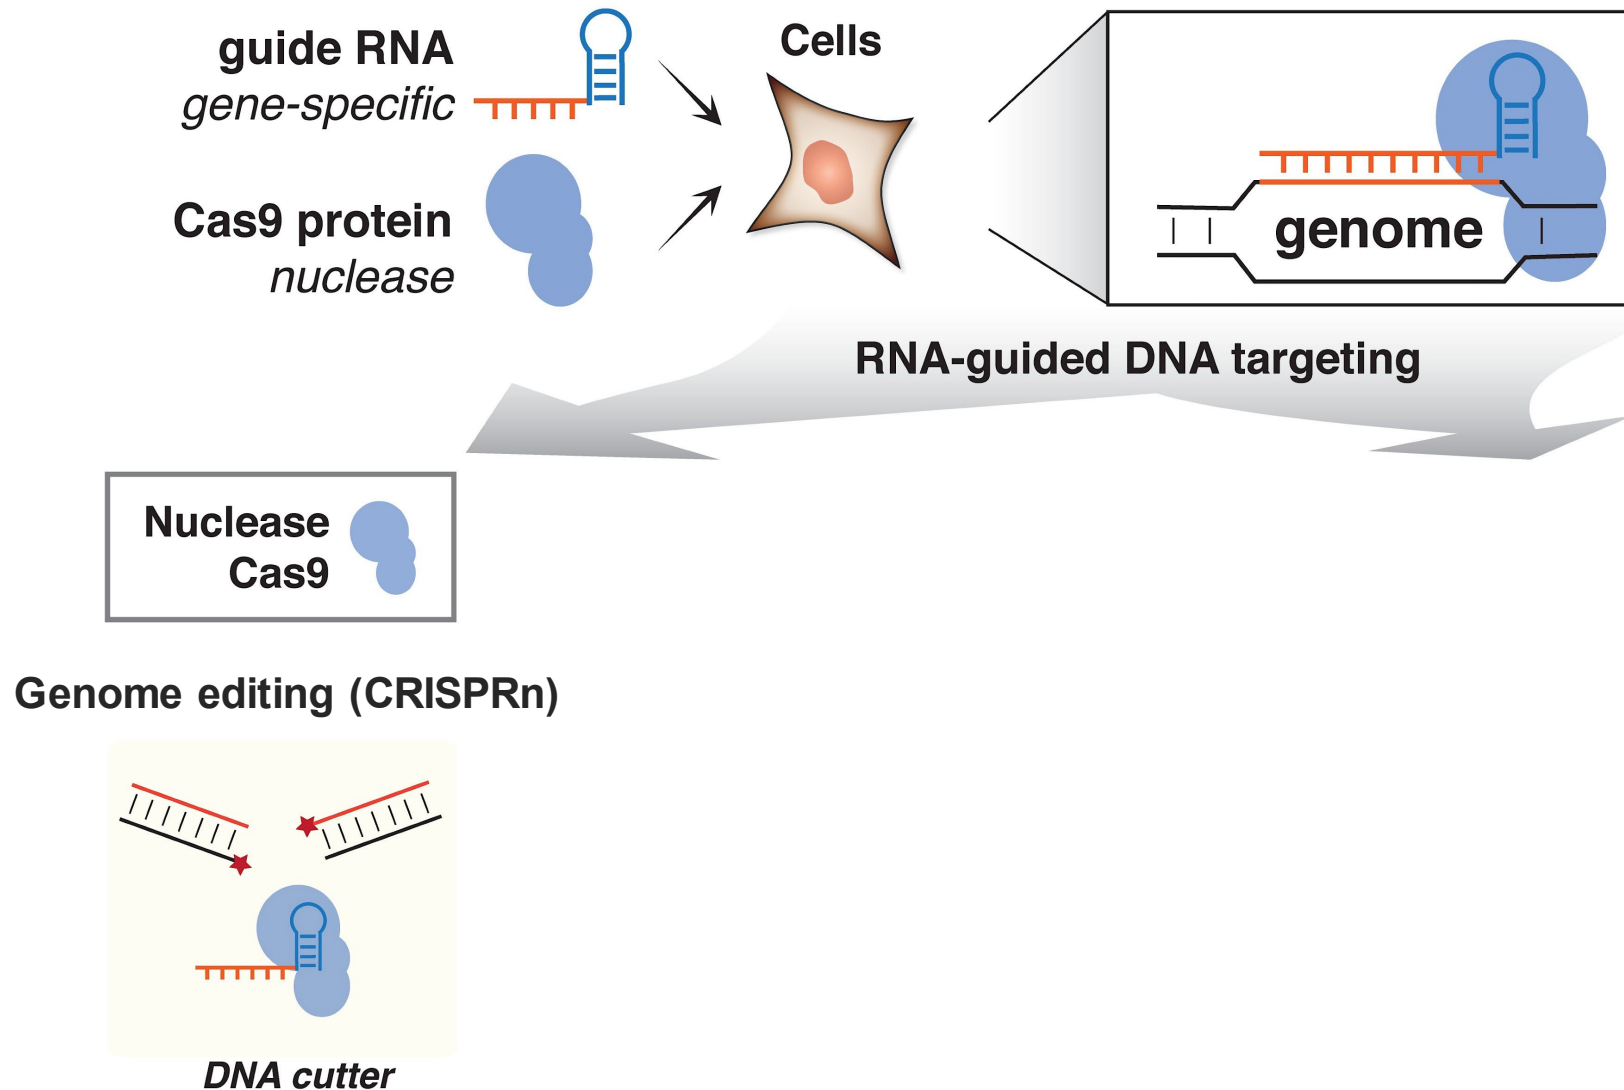 guide RNA
gene-specific
Cas9 protein
nuclease
Cells
genome
RNA-guided DNA targeting
Nuclease
Cas9
Genome editing (CRISPRn)
DNA cutter